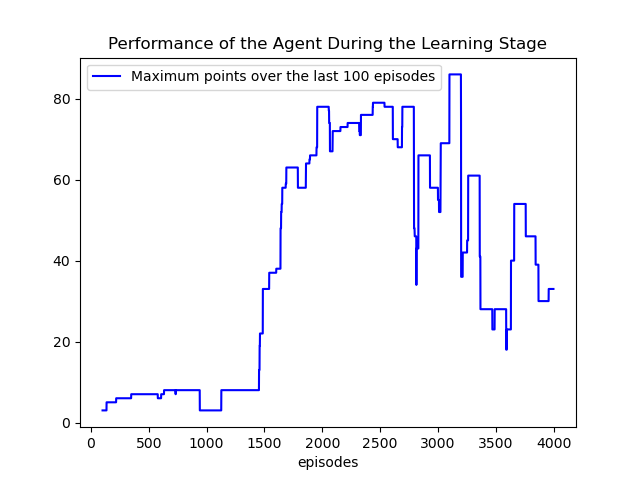 Performance of the Agent During the Learning Stage
Maximum points over the last 100 episodes
80
60
40
20
0
0 500 1000 1500 2000 2500 3000 3500 4000
episodes